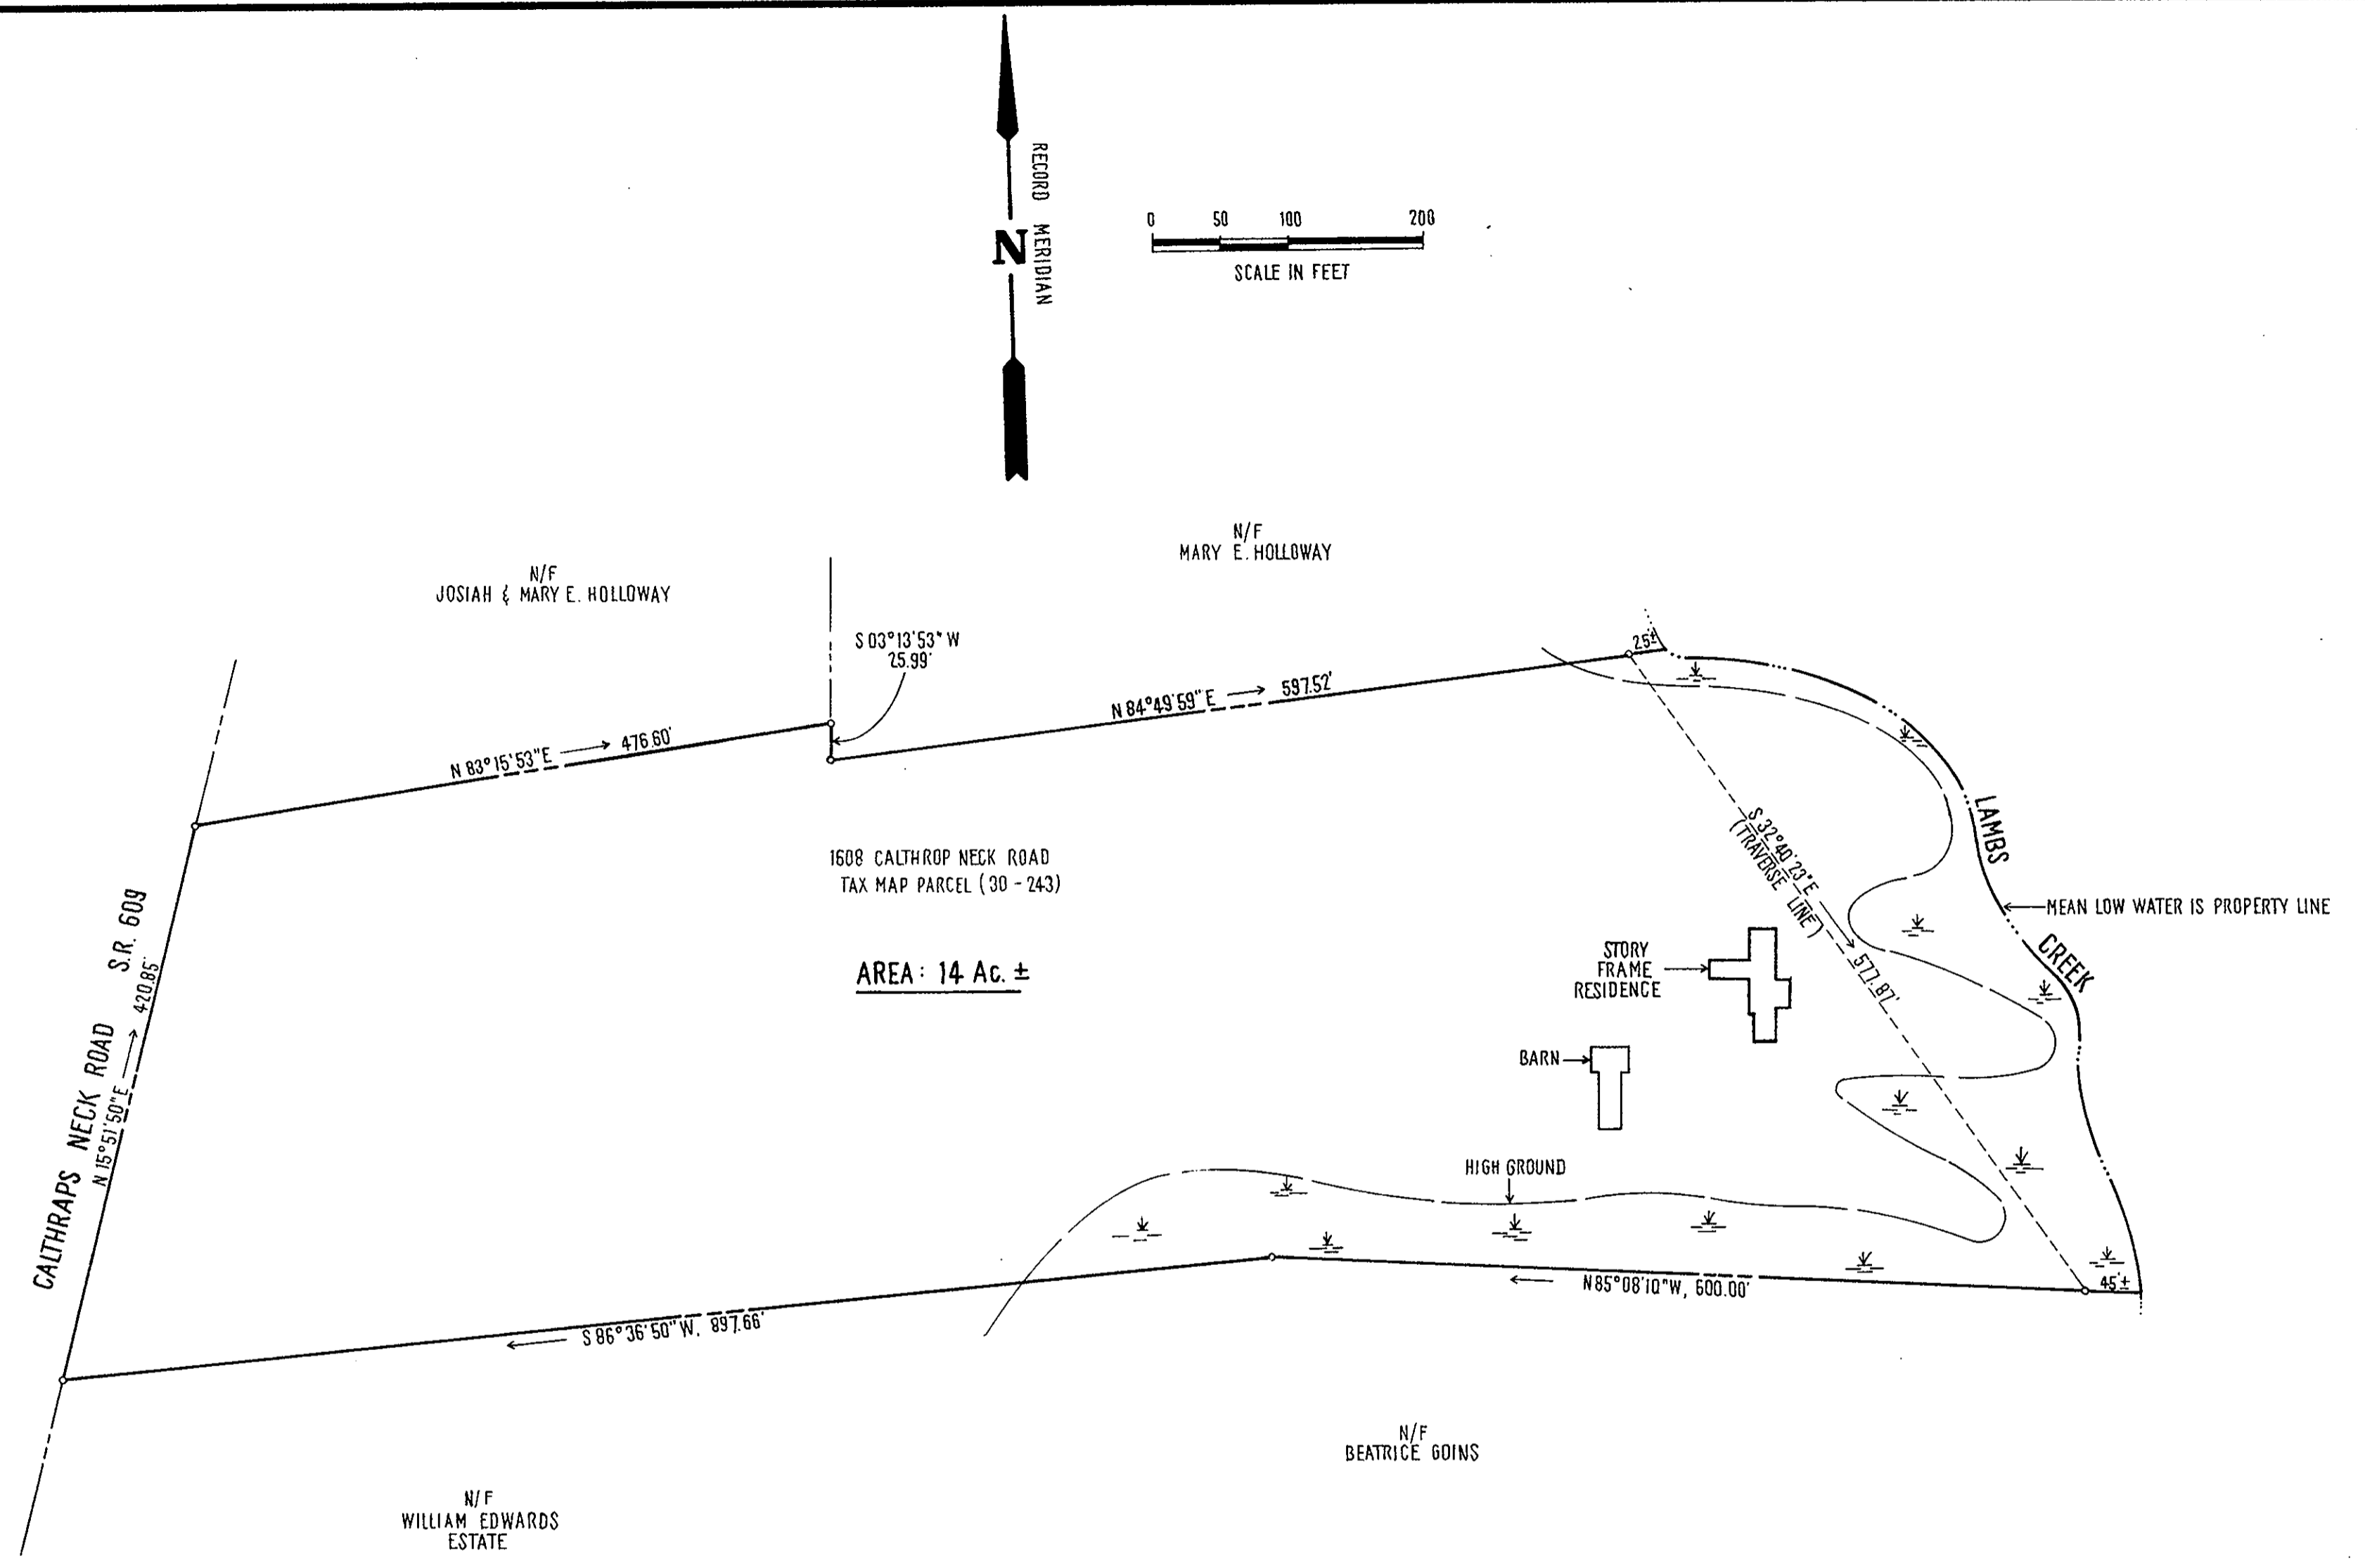 RECORD MERIDIAN
N
0 50 100 200
SCALE IN FEET
N/F
MARY E. HOLLOWAY
N/F
JOSIAH & MARY E. HOLLOWAY
S 03°13'53" W
25.99'
25'±
N 84°49'59" E → 597.52'
N 83°15'53" E → 476.60'
1608 CALTHROP NECK ROAD
TAX MAP PARCEL (30 - 243)
AREA: 14 Ac. ±
S.R. 609
CALTHRAPS NECK ROAD
N 15°51'50" E → 420.85'
S 32°40'23" E → 577.87'
(TRAVERSE LINE)
LAMBS
CREEK
MEAN LOW WATER IS PROPERTY LINE
STORY
FRAME
RESIDENCE
BARN
HIGH GROUND
← N 85°08'10" W, 600.00'
45'±
← S 86°36'50" W, 897.66'
N/F
BEATRICE GOINS
N/F
WILLIAM EDWARDS
ESTATE